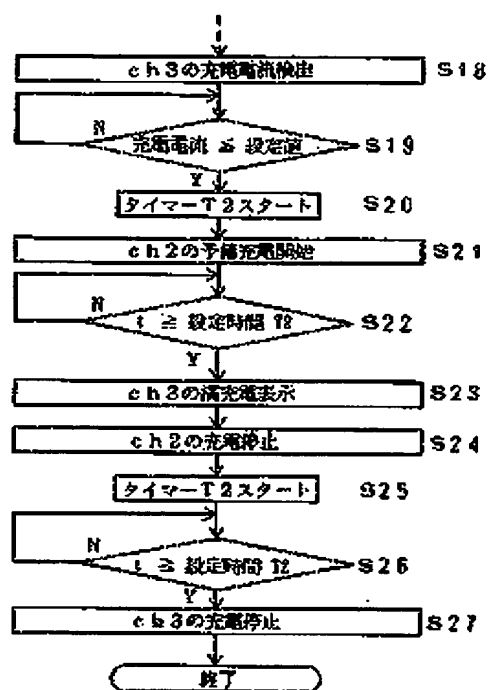 ch3の充電電流検出 S18
N
充電電流 ≦ 設定値 S19
Y
タイマーT2スタート S20
ch2の予備充電開始 S21
N
t ≧ 設定時間 T2 S22
Y
ch3の満充電表示 S23
ch2の充電停止 S24
タイマーT2スタート S25
N
t ≧ 設定時間 T2 S26
Y
ch3の充電停止 S27
終了